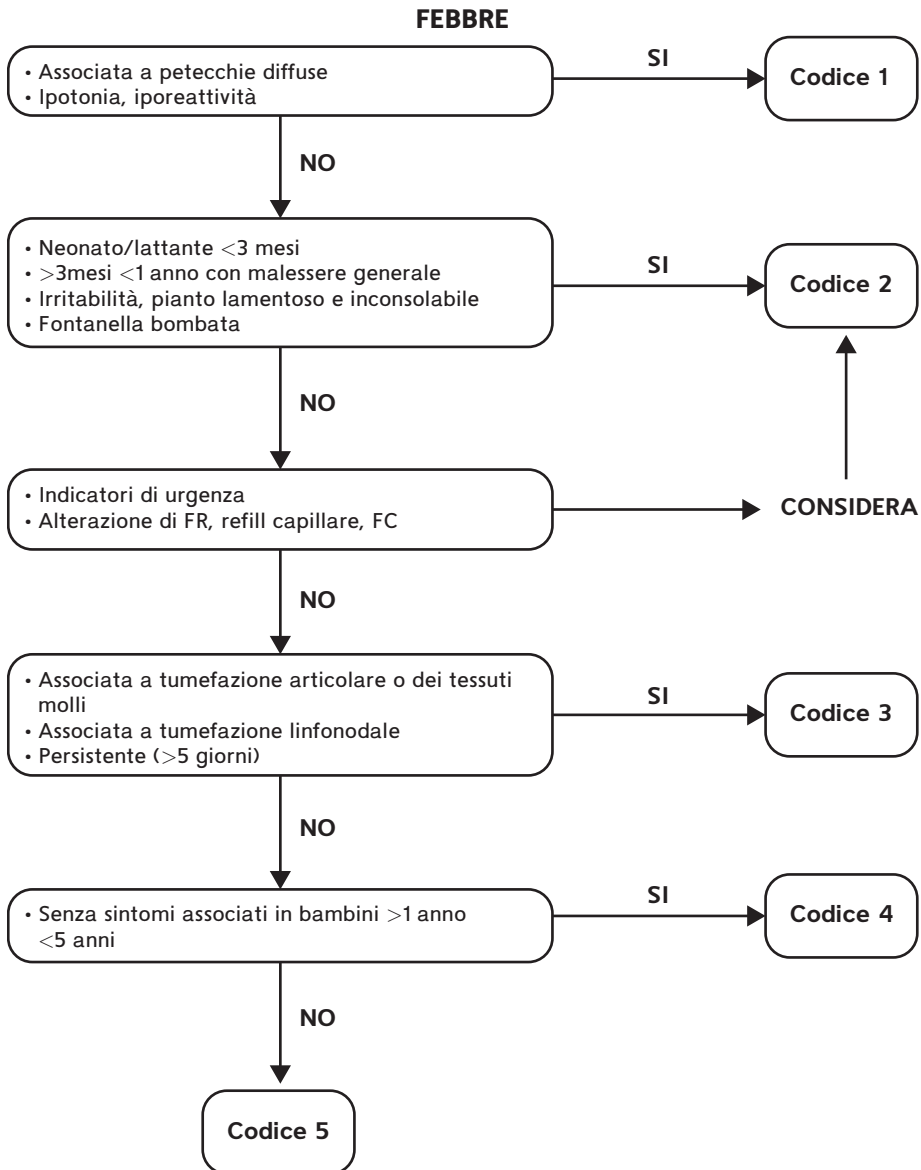 FEBBRE
• Associata a petecchie diffuse
• Ipotonia, iporeattività
SI
Codice 1
NO
• Neonato/lattante <3 mesi
• >3mesi <1 anno con malessere generale
• Irritabilità, pianto lamentoso e inconsolabile
• Fontanella bombata
SI
Codice 2
NO
• Indicatori di urgenza
• Alterazione di FR, refill capillare, FC
CONSIDERA
NO
• Associata a tumefazione articolare o dei tessuti
molli
• Associata a tumefazione linfonodale
• Persistente (>5 giorni)
SI
Codice 3
NO
• Senza sintomi associati in bambini >1 anno
<5 anni
SI
Codice 4
NO
Codice 5